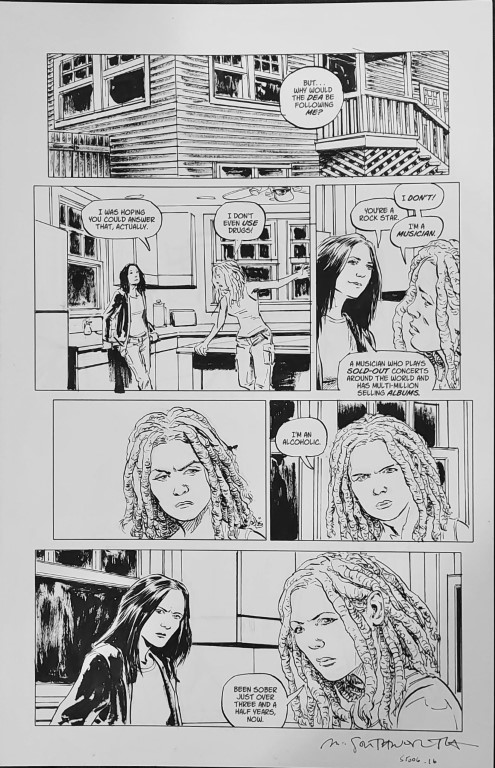 BUT...
WHY WOULD
THE DEA BE
FOLLOWING
ME?
I WAS HOPING
YOU COULD ANSWER
THAT, ACTUALLY.
I DON'T
EVEN USE
DRUGS!
YOU'RE A
ROCK STAR.
I DON'T!
I'M A
MUSICIAN.
A MUSICIAN WHO PLAYS
SOLD-OUT CONCERTS
AROUND THE WORLD AND
HAS MULTI-MILLION
SELLING ALBUMS.
I'M AN
ALCOHOLIC.
BEEN SOBER
JUST OVER
THREE AND A
HALF YEARS,
NOW.